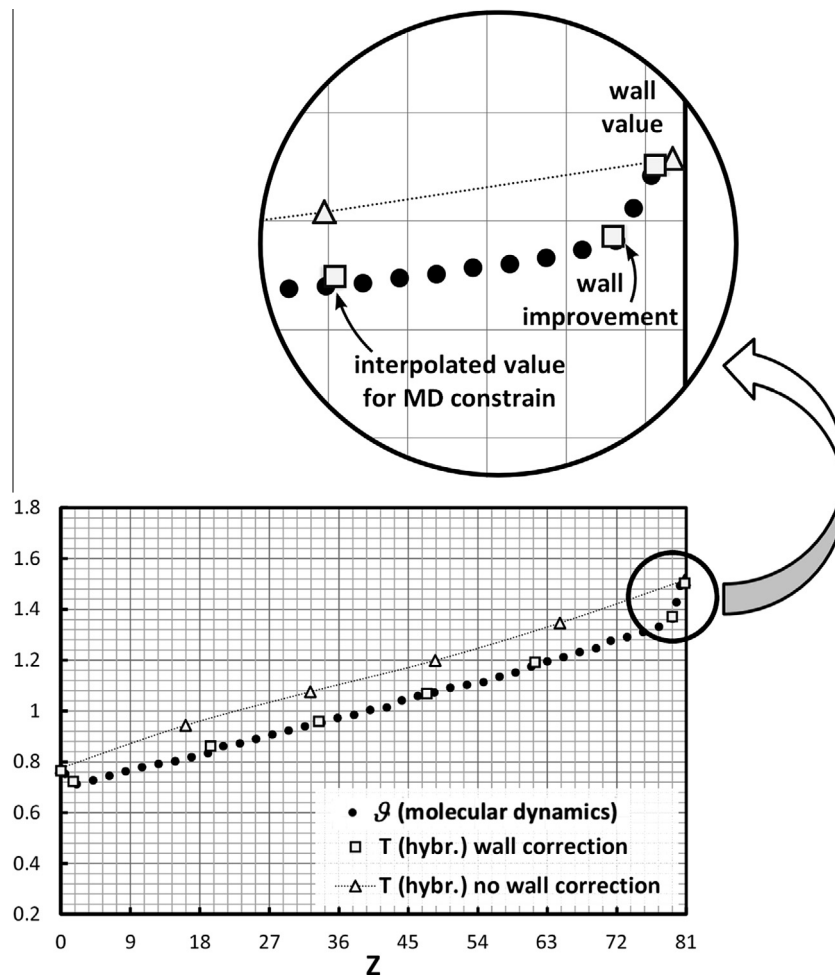 wall
value
wall
improvement
interpolated value
for MD constrain
1.8
1.6
1.4
1.2
1
0.8
0.6
0.4
0.2
ϑ (molecular dynamics)
T (hybr.) wall correction
T (hybr.) no wall correction
0 9 18 27 36 45 54 63 72 81
Z